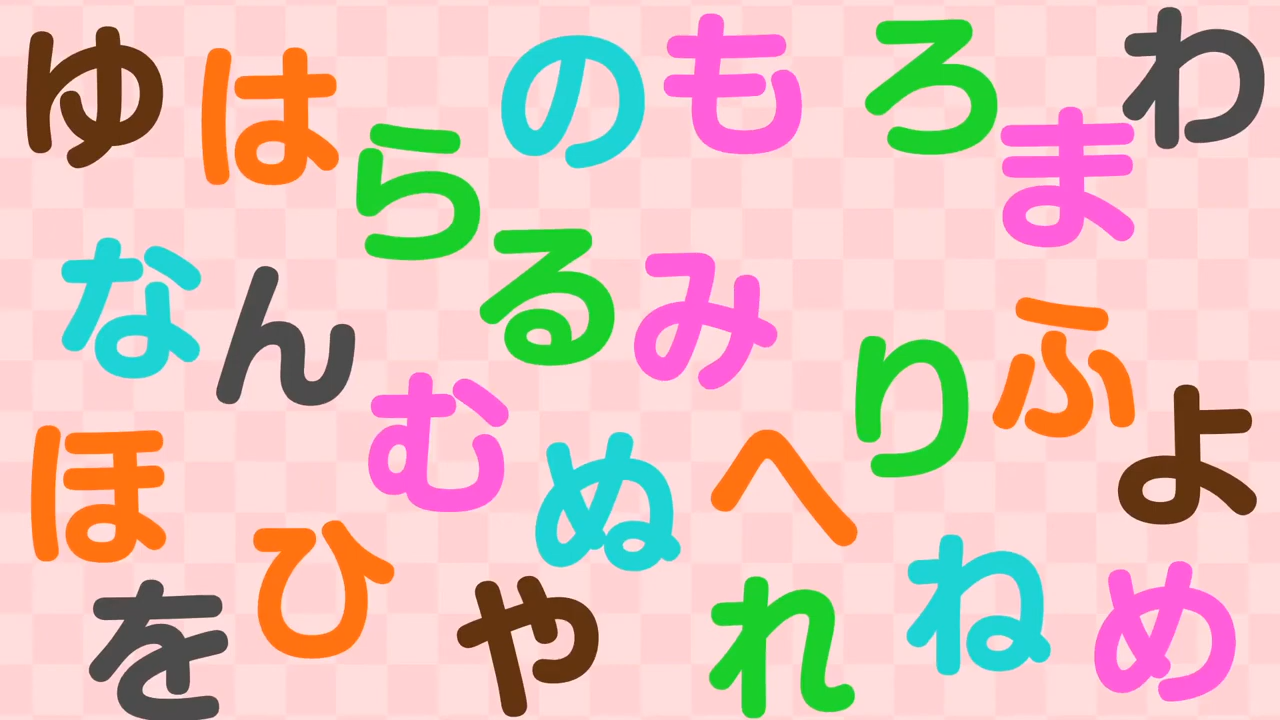 ゆ は の も ろ わ
ら ま
な ん る み
む り ふ
ほ ぬ へ よ
ひ ね
を や れ め